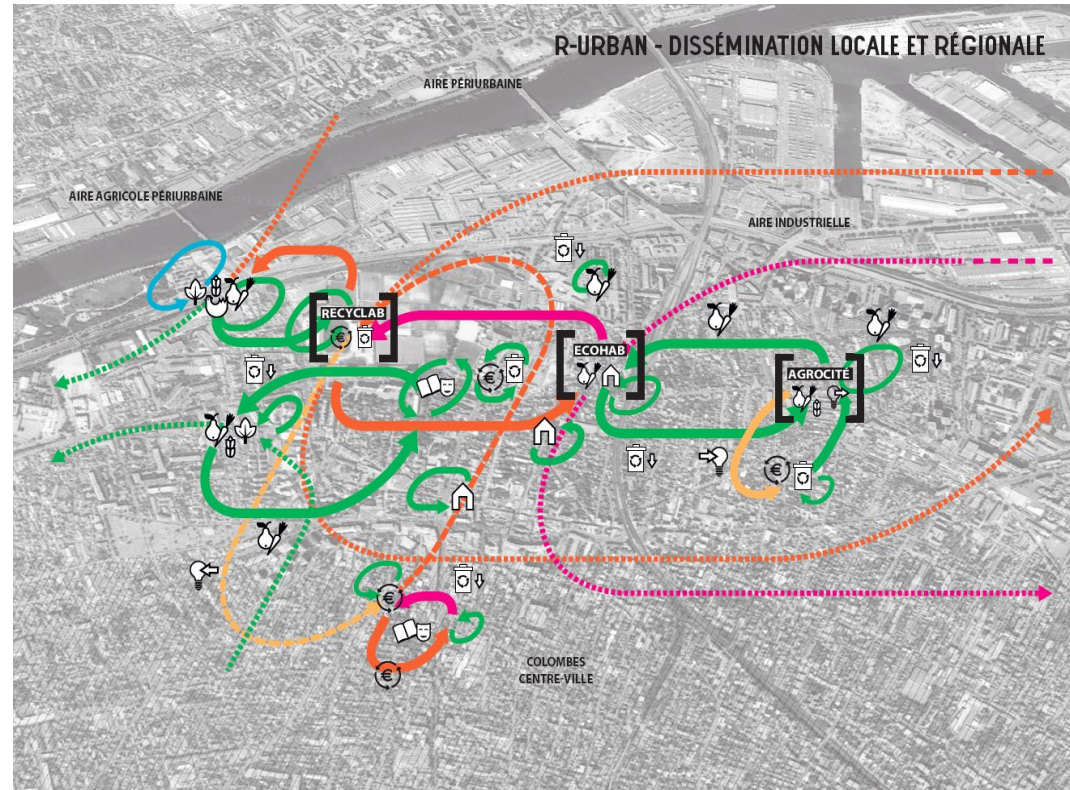 R-URBAN - DISSÉMINATION LOCALE ET RÉGIONALE
AIRE PÉRIURBAINE
AIRE AGRICOLE PÉRIURBAINE
AIRE INDUSTRIELLE
RECYCLAB
€
ECOHAB
€
AGROCITÉ
€
€
€
COLOMBES
CENTRE-VILLE